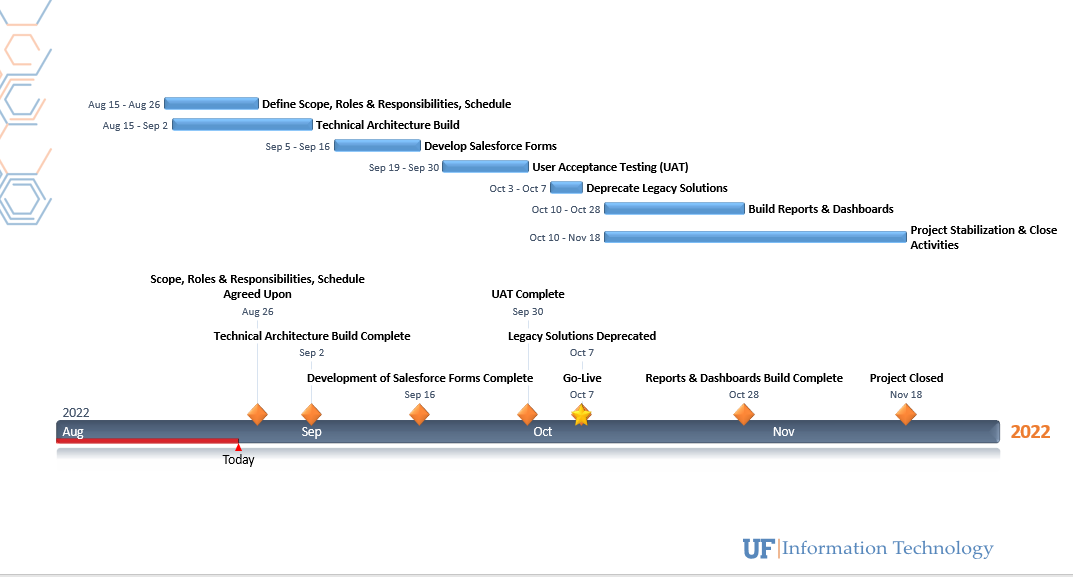 Aug 15 - Aug 26 Define Scope, Roles & Responsibilities, Schedule
Aug 15 - Sep 2 Technical Architecture Build
Sep 5 - Sep 16 Develop Salesforce Forms
Sep 19 - Sep 30 User Acceptance Testing (UAT)
Oct 3 - Oct 7 Deprecate Legacy Solutions
Oct 10 - Oct 28 Build Reports & Dashboards
Oct 10 - Nov 18 Project Stabilization & Close
Activities
Scope, Roles & Responsibilities, Schedule
Agreed Upon
Aug 26
UAT Complete
Sep 30
Technical Architecture Build Complete
Sep 2
Legacy Solutions Deprecated
Oct 7
Development of Salesforce Forms Complete
Sep 16
Go-Live
Oct 7
Reports & Dashboards Build Complete
Oct 28
Project Closed
Nov 18
2022
Aug Sep Oct Nov 2022
Today
UF Information Technology